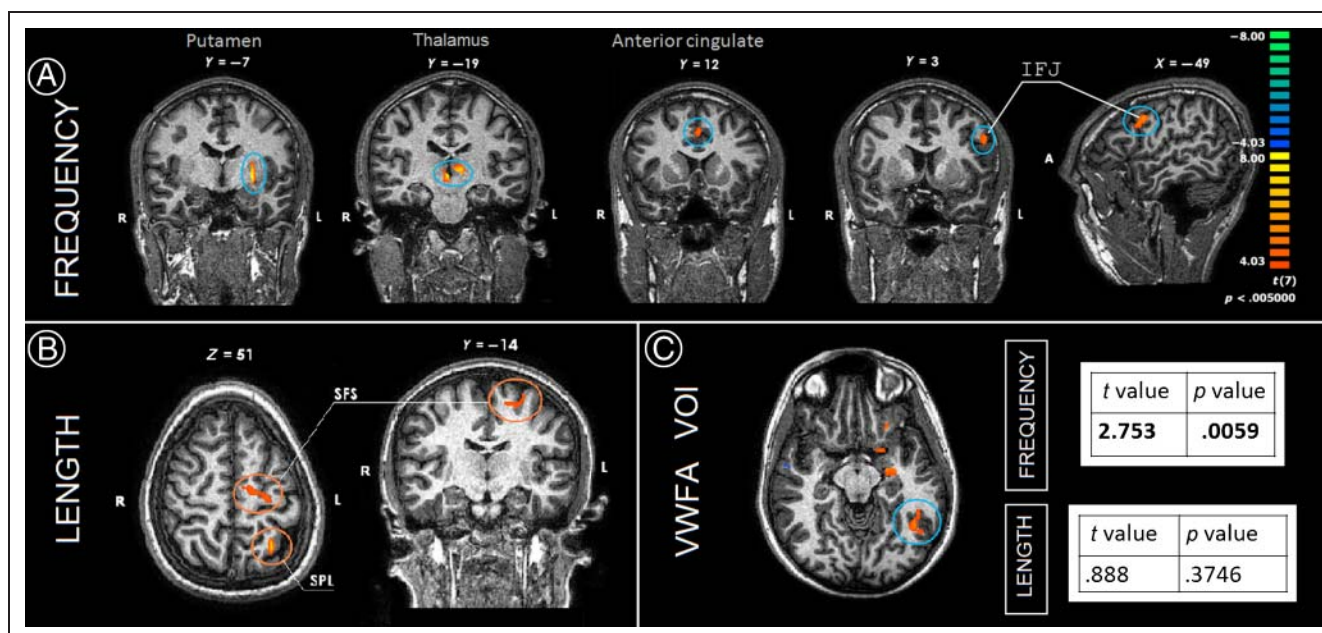 A
FREQUENCY
Putamen
Y = −7
R
L
Thalamus
Y = −19
R
L
Anterior cingulate
Y = 12
R
L
Y = 3
R
L
IFJ
X = −49
A
−8.00
−4.03
8.00
4.03
t(7)
p < .005000
B
LENGTH
Z = 51
R
L
SFS
SPL
Y = −14
R
L
C
VWFA VOI
FREQUENCY
t value p value
2.753 .0059
LENGTH
t value p value
.888 .3746